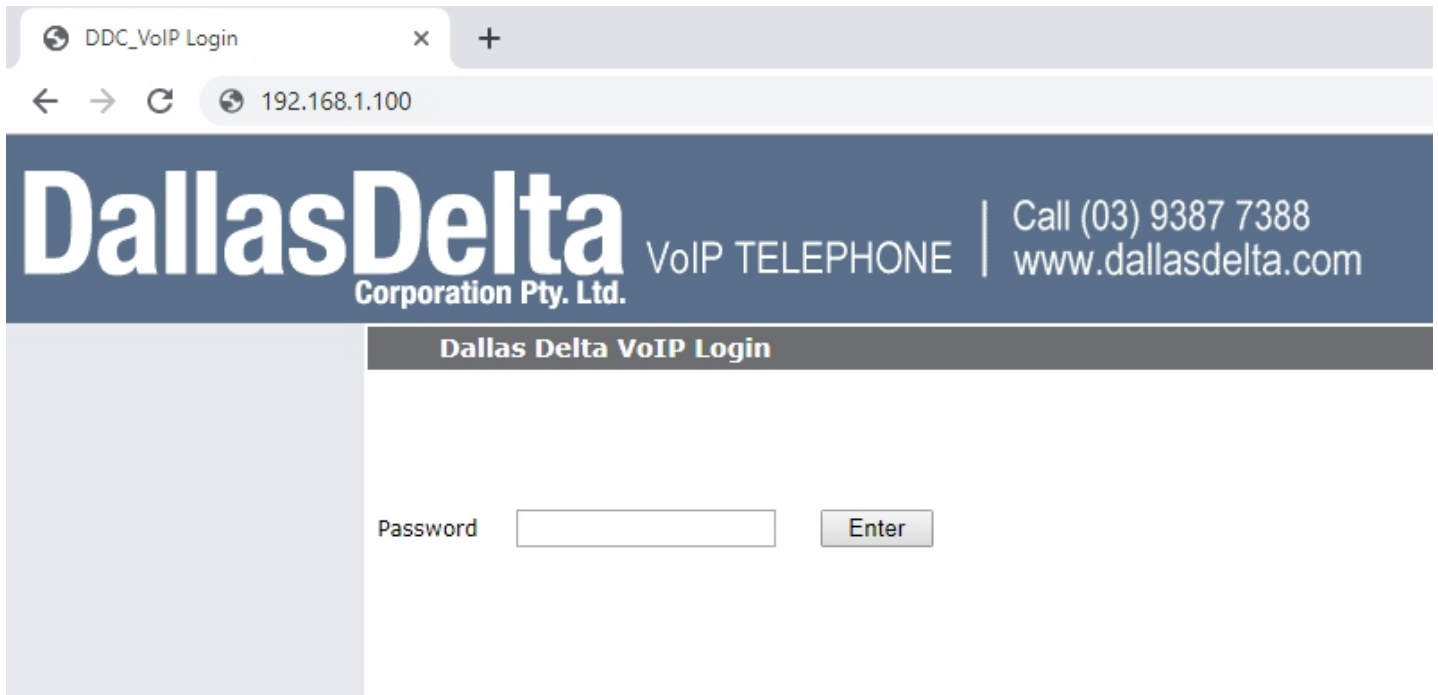 DDC_VoIP Login
192.168.1.100
DallasDelta
Corporation Pty. Ltd.
VoIP TELEPHONE
Call (03) 9387 7388
www.dallasdelta.com
Dallas Delta VoIP Login
Password
Enter